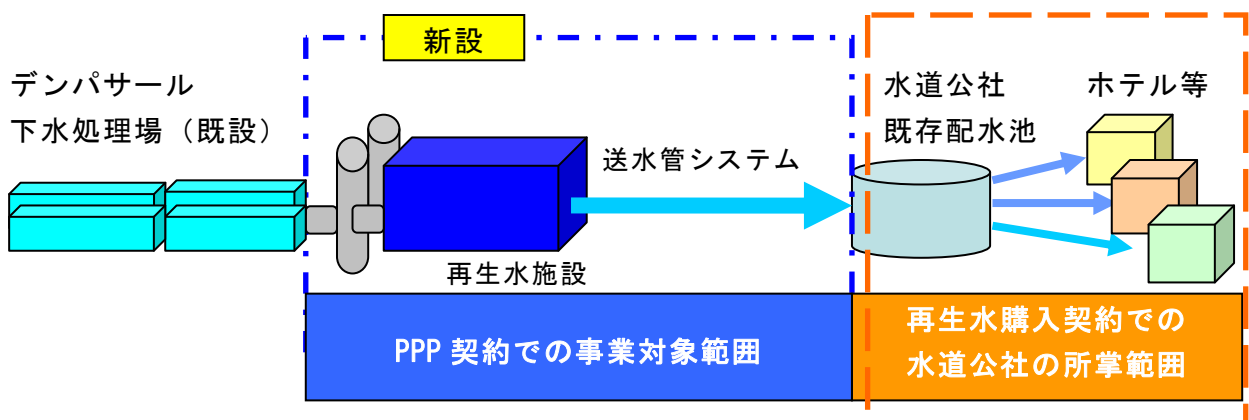 新設
デンパサール
下水処理場（既設）
送水管システム
再生水施設
水道公社
既存配水池
ホテル等
PPP 契約での事業対象範囲
再生水購入契約での
水道公社の所掌範囲